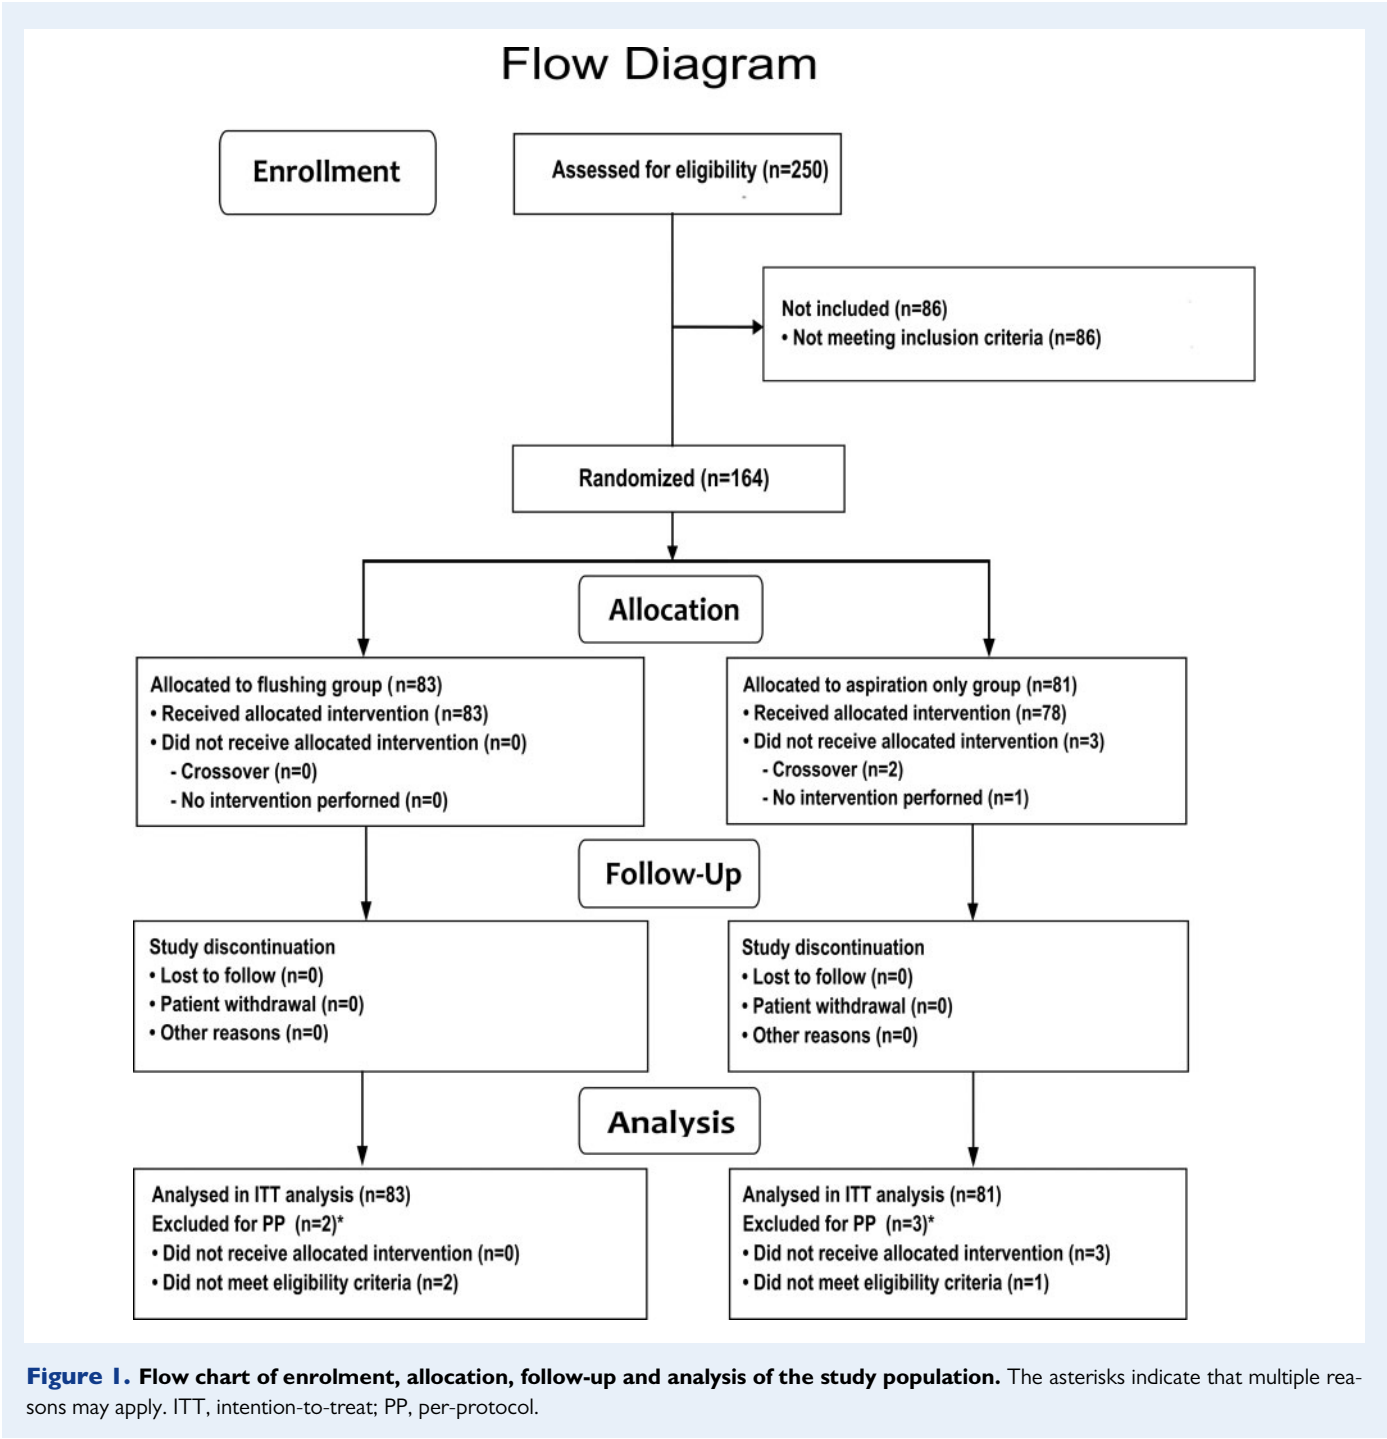 Flow Diagram
Enrollment
Assessed for eligibility (n=250)
Not included (n=86)
• Not meeting inclusion criteria (n=86)
Randomized (n=164)
Allocation
Allocated to flushing group (n=83)
• Received allocated intervention (n=83)
• Did not receive allocated intervention (n=0)
- Crossover (n=0)
- No intervention perforned (n=0)
Allocated to aspiration only group (n=81)
• Received allocated intervention (n=78)
• Did not receive allocated intervention (n=3)
- Crossover (n=2)
- No intervention perforned (n=1)
Follow-Up
Study discontinuation
• Lost to follow (n=0)
• Patient withdrawal (n=0)
• Other reasons (n=0)
Study discontinuation
• Lost to follow (n=0)
• Patient withdrawal (n=0)
• Other reasons (n=0)
Analysis
Analysed in ITT analysis (n=83)
Excluded for PP (n=2)*
• Did not receive allocated intervention (n=0)
• Did not meet eligibility criteria (n=2)
Analysed in ITT analysis (n=81)
Excluded for PP (n=3)*
• Did not receive allocated intervention (n=3)
• Did not meet eligibility criteria (n=1)
Figure 1. Flow chart of enrolment, allocation, follow-up and analysis of the study population. The asterisks indicate that multiple rea-
sons may apply. ITT, intention-to-treat; PP, per-protocol.